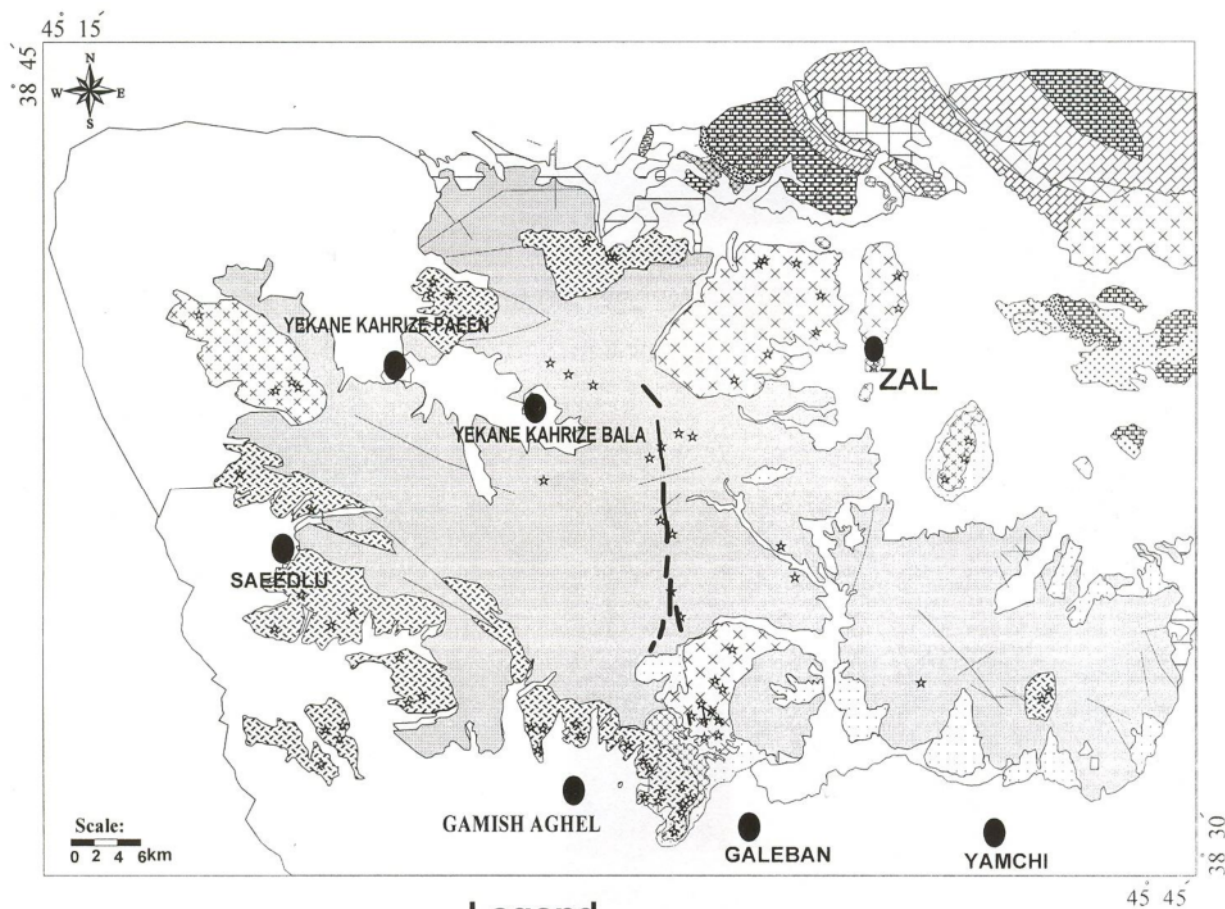 45° 15´
38° 45´
N
W E
S
YEKANE KAHRIZE PAEEN
ZAL
YEKANE KAHRIZE BALA
SAEEDLU
GAMISH AGHEL
GALEBAN
YAMCHI
Scale:
0 2 4 6km
38° 30´
45° 45´
Legend